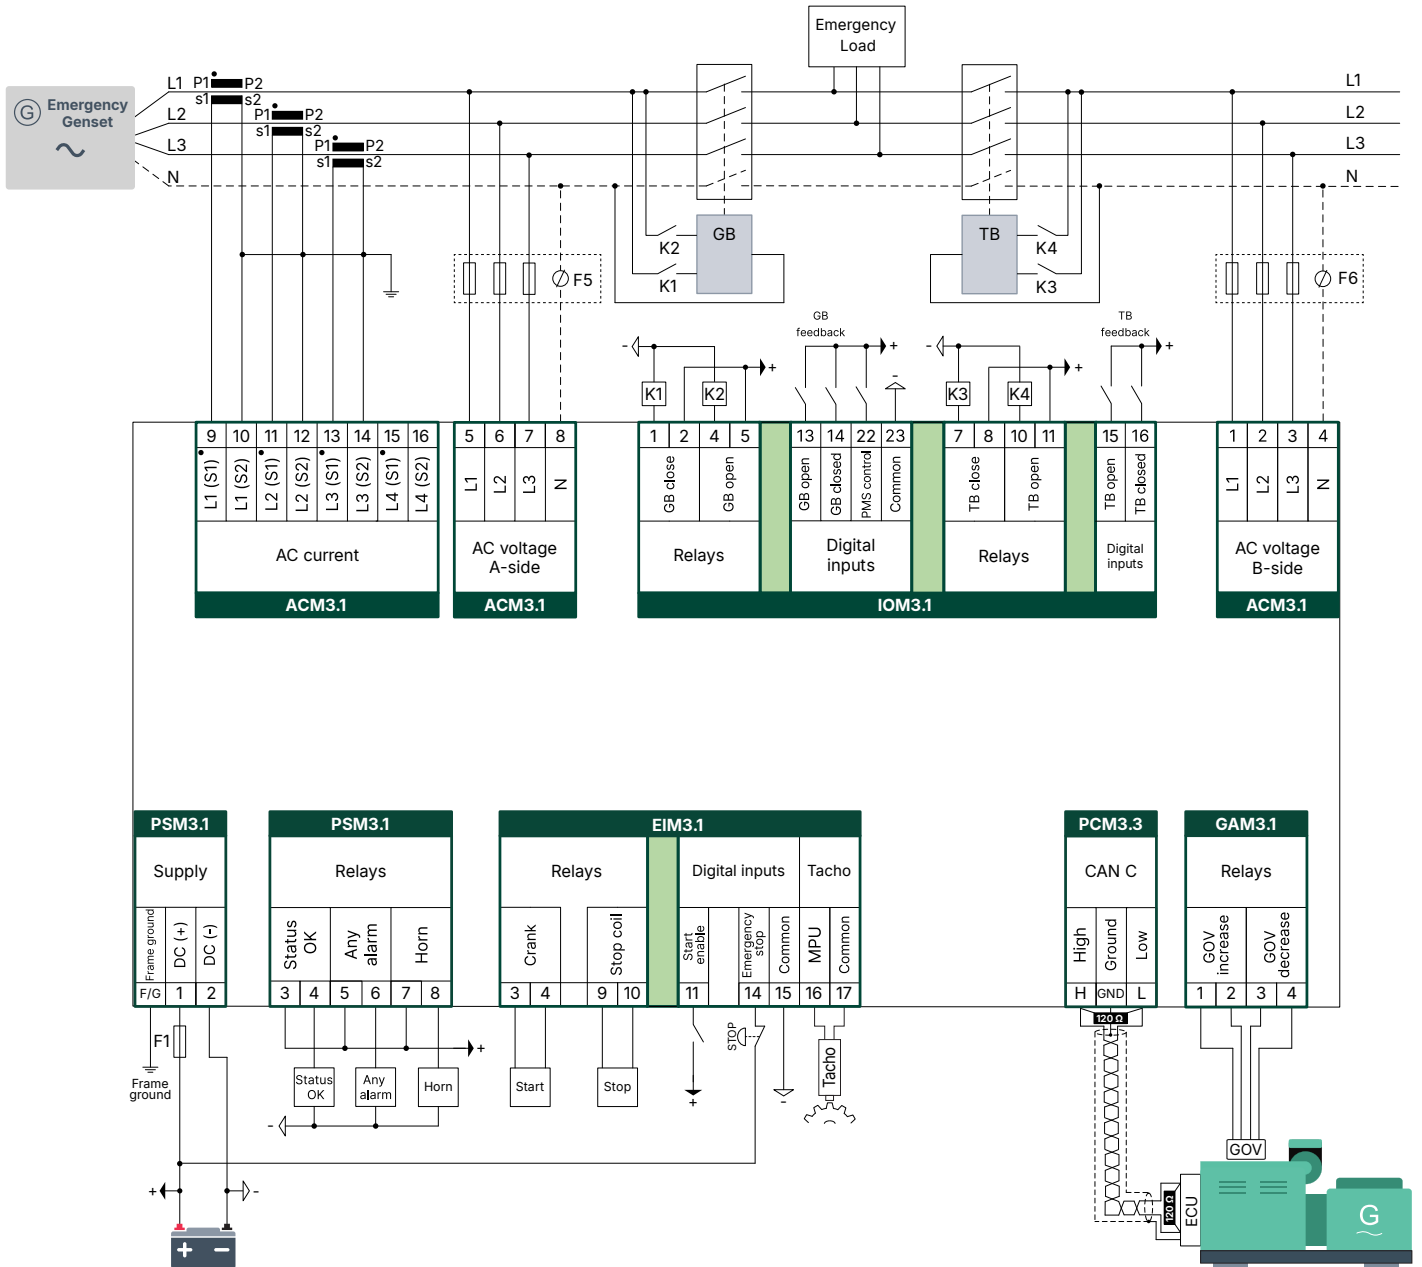 Emergency
Load
L1 P1 P2
s1 s2
L1
G Emergency
Genset
L2 P1 P2
s1 s2
L2
L3 P1 P2
s1 s2
L3
N
N
K2 GB
K1
TB K4
K3
F5
F6
GB
feedback
TB
feedback
- + - - + +
K1 K2 + K3 K4 +
9 10 11 12 13 14 15 16
L1 (S1) L1 (S2) L2 (S1) L2 (S2) L3 (S1) L3 (S2) L4 (S1) L4 (S2)
AC current
ACM3.1
5 6 7 8
L1 L2 L3 N
AC voltage
A-side
ACM3.1
1 2 4 5
GB close GB open
Relays
13 14 22 23
GB open GB closed PMS control Common
Digital
inputs
7 8 10 11
TB close TB open
Relays
15 16
TB open TB closed
Digital
inputs
IOM3.1
1 2 3 4
L1 L2 L3 N
AC voltage
B-side
ACM3.1
PSM3.1
Supply
Frame ground DC (+) DC (-)
F/G 1 2
PSM3.1
Relays
Status
OK
Any
alarm
Horn
3 4 5 6 7 8
EIM3.1
Relays
Crank Stop coil
3 4 9 10
Digital inputs
Start
enable
Emergency
stop
Common
11 14 15
Tacho
MPU Common
16 17
PCM3.3
CAN C
High Ground Low
H GND L
GAM3.1
Relays
GOV
increase
GOV
decrease
1 2 3 4
120 Ω
F1
Frame
ground
+
Status
OK
Any
alarm
Horn
-
Start
Stop
+
STOP
-
Tacho
+ -
+ −
120 Ω
ECU
GOV
G